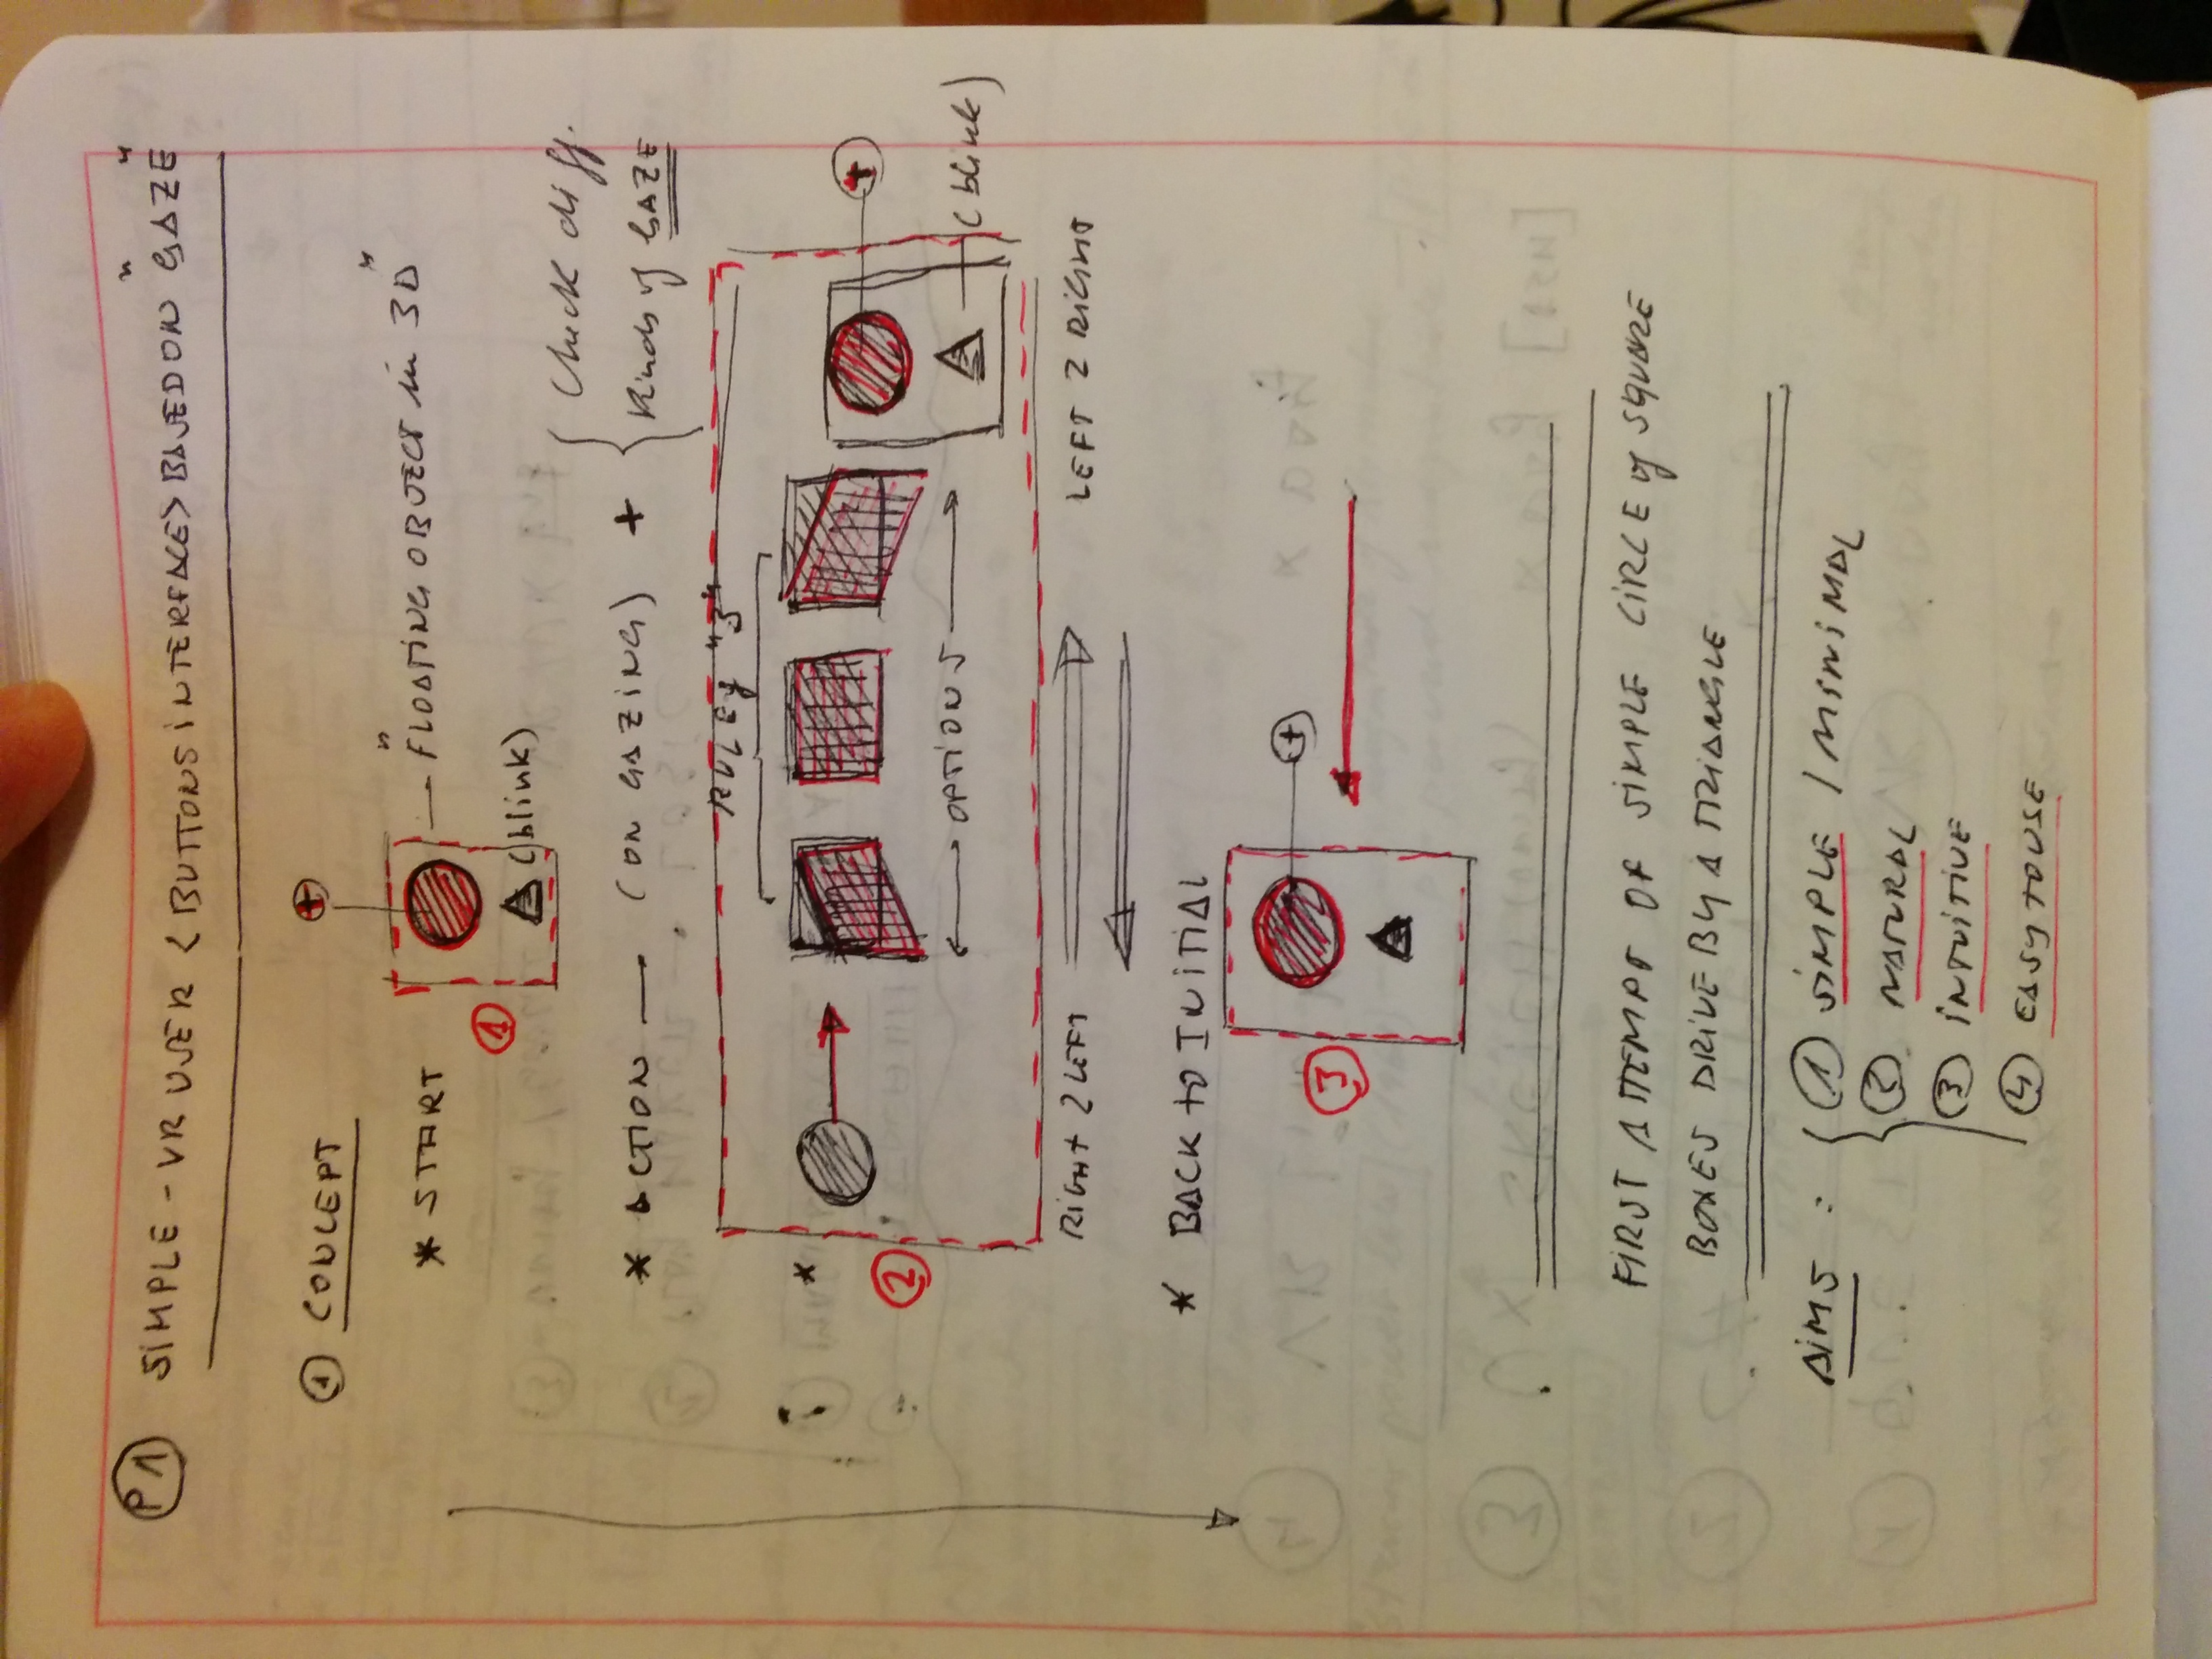 P1 SIMPLE - VR USER < BUTTONS INTERFACE > BASED ON "GAZE"
1 CONCEPT
+
* START
"FLOATING OBJECT in 3D"
(blink)
1
* ACTION — (ON GAZING) +
Check diff.
Kinds of GAZE
RULE of "3"
*
+
(blink)
OPTIONS
2
RIGHT 2 LEFT
LEFT 2 RIGHT
* BACK to INITIAL
+
3
FIRST ATTEMPT OF SIMPLE CIRCLE of SQUARE
BOXES DRIVE BY A TRIANGLE
AIMS :
1 SIMPLE / MINIMAL
2 NATURAL
3 INTUITIVE
4 EASY TO USE